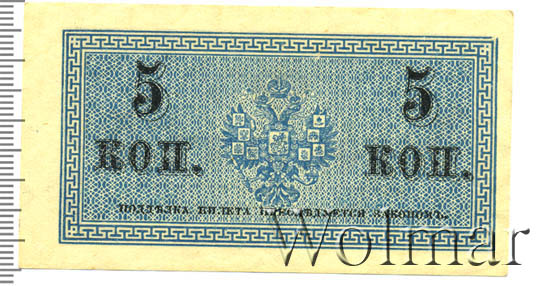 5 5
КОП. КОП.
ПОДДѢЛКА БИЛЕТА ПРЕСЛѢДУЕТСЯ ЗАКОНОМЪ.
Wolmar